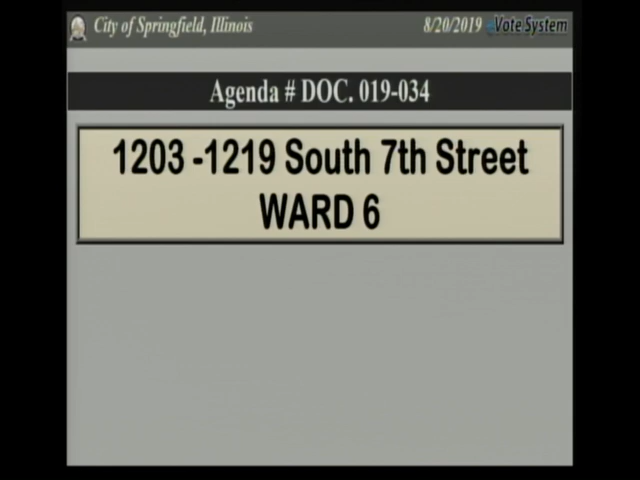 City of Springfield, Illinois 8/20/2019 eVote System
Agenda # DOC. 019-034
1203 -1219 South 7th Street
WARD 6